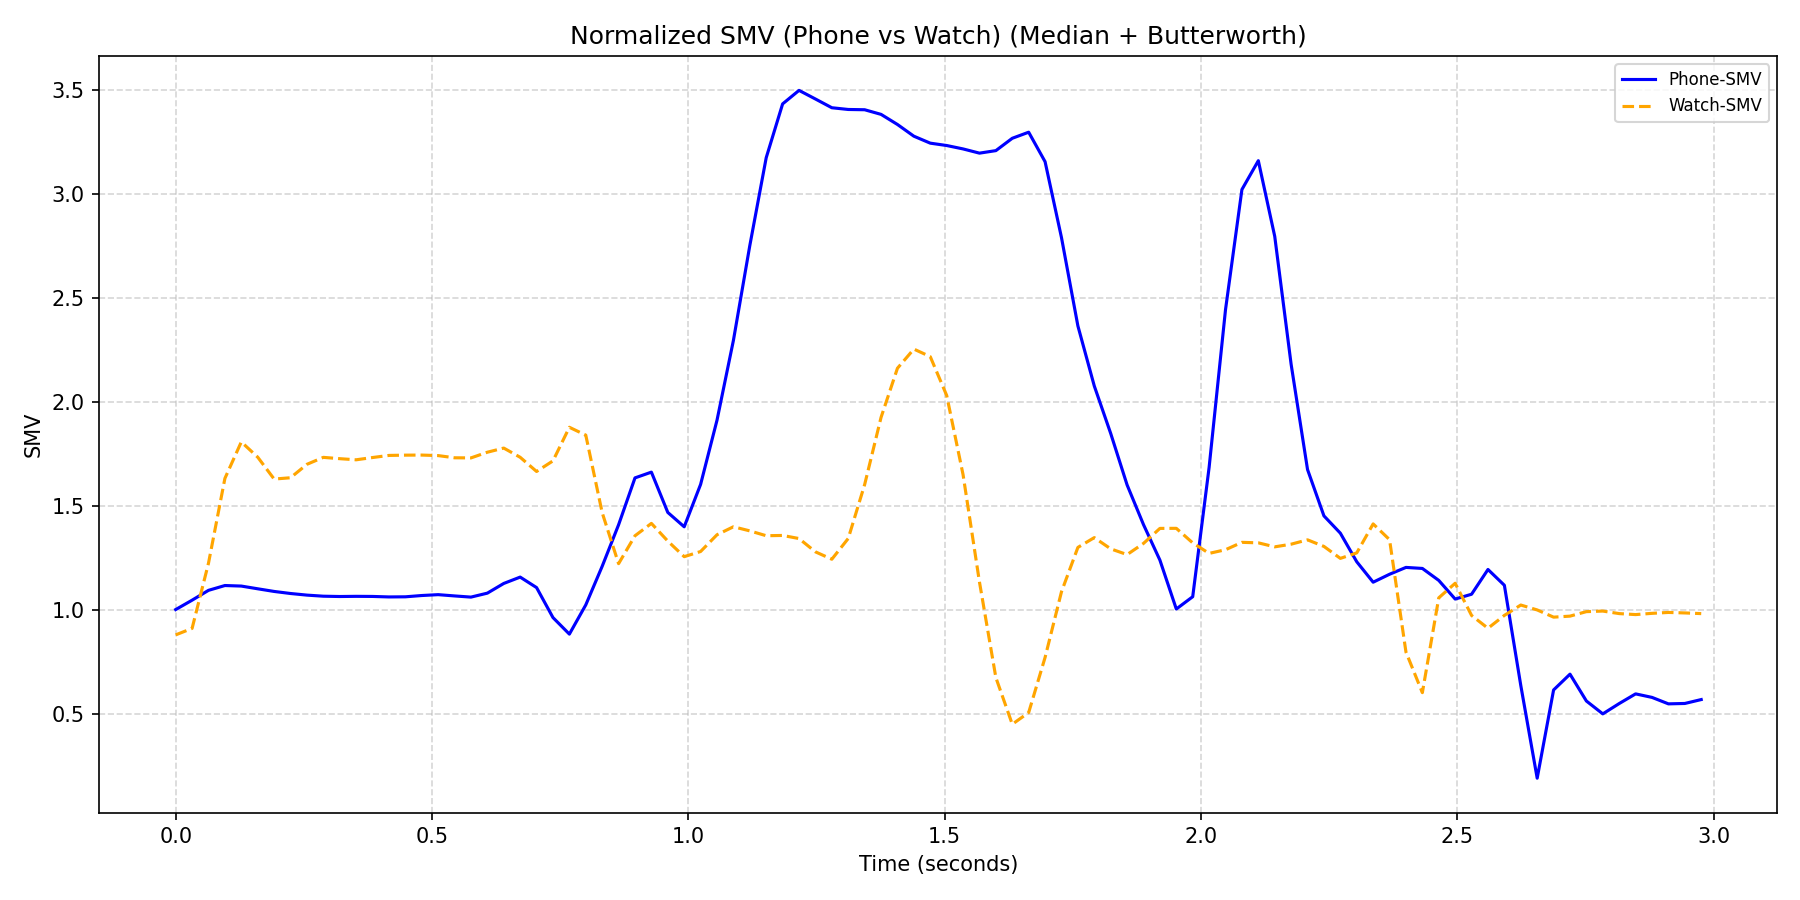 Normalized SMV (Phone vs Watch) (Median + Butterworth)
Phone-SMV
Watch-SMV
SMV
3.5
3.0
2.5
2.0
1.5
1.0
0.5
0.0 0.5 1.0 1.5 2.0 2.5 3.0
Time (seconds)